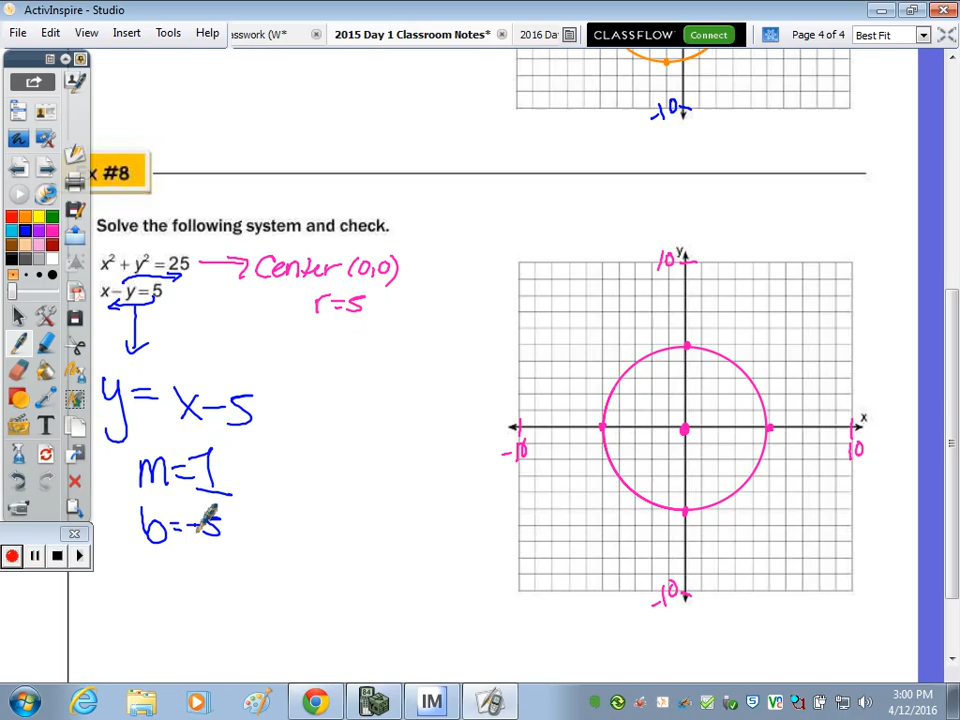 ActivInspire - Studio
File Edit View Insert Tools Help
sswork (W* 2015 Day 1 Classroom Notes* 2016 Da
CLASSFLOW Connect
Page 4 of 4 Best Fit
-10
x #8
Solve the following system and check.
x² + y² = 25 Center (0,0)
x − y = 5 r=5
y = x-5
m=1
b=-5
y
10
x
-10 10
-10
T
84
IM
3:00 PM
4/12/2016